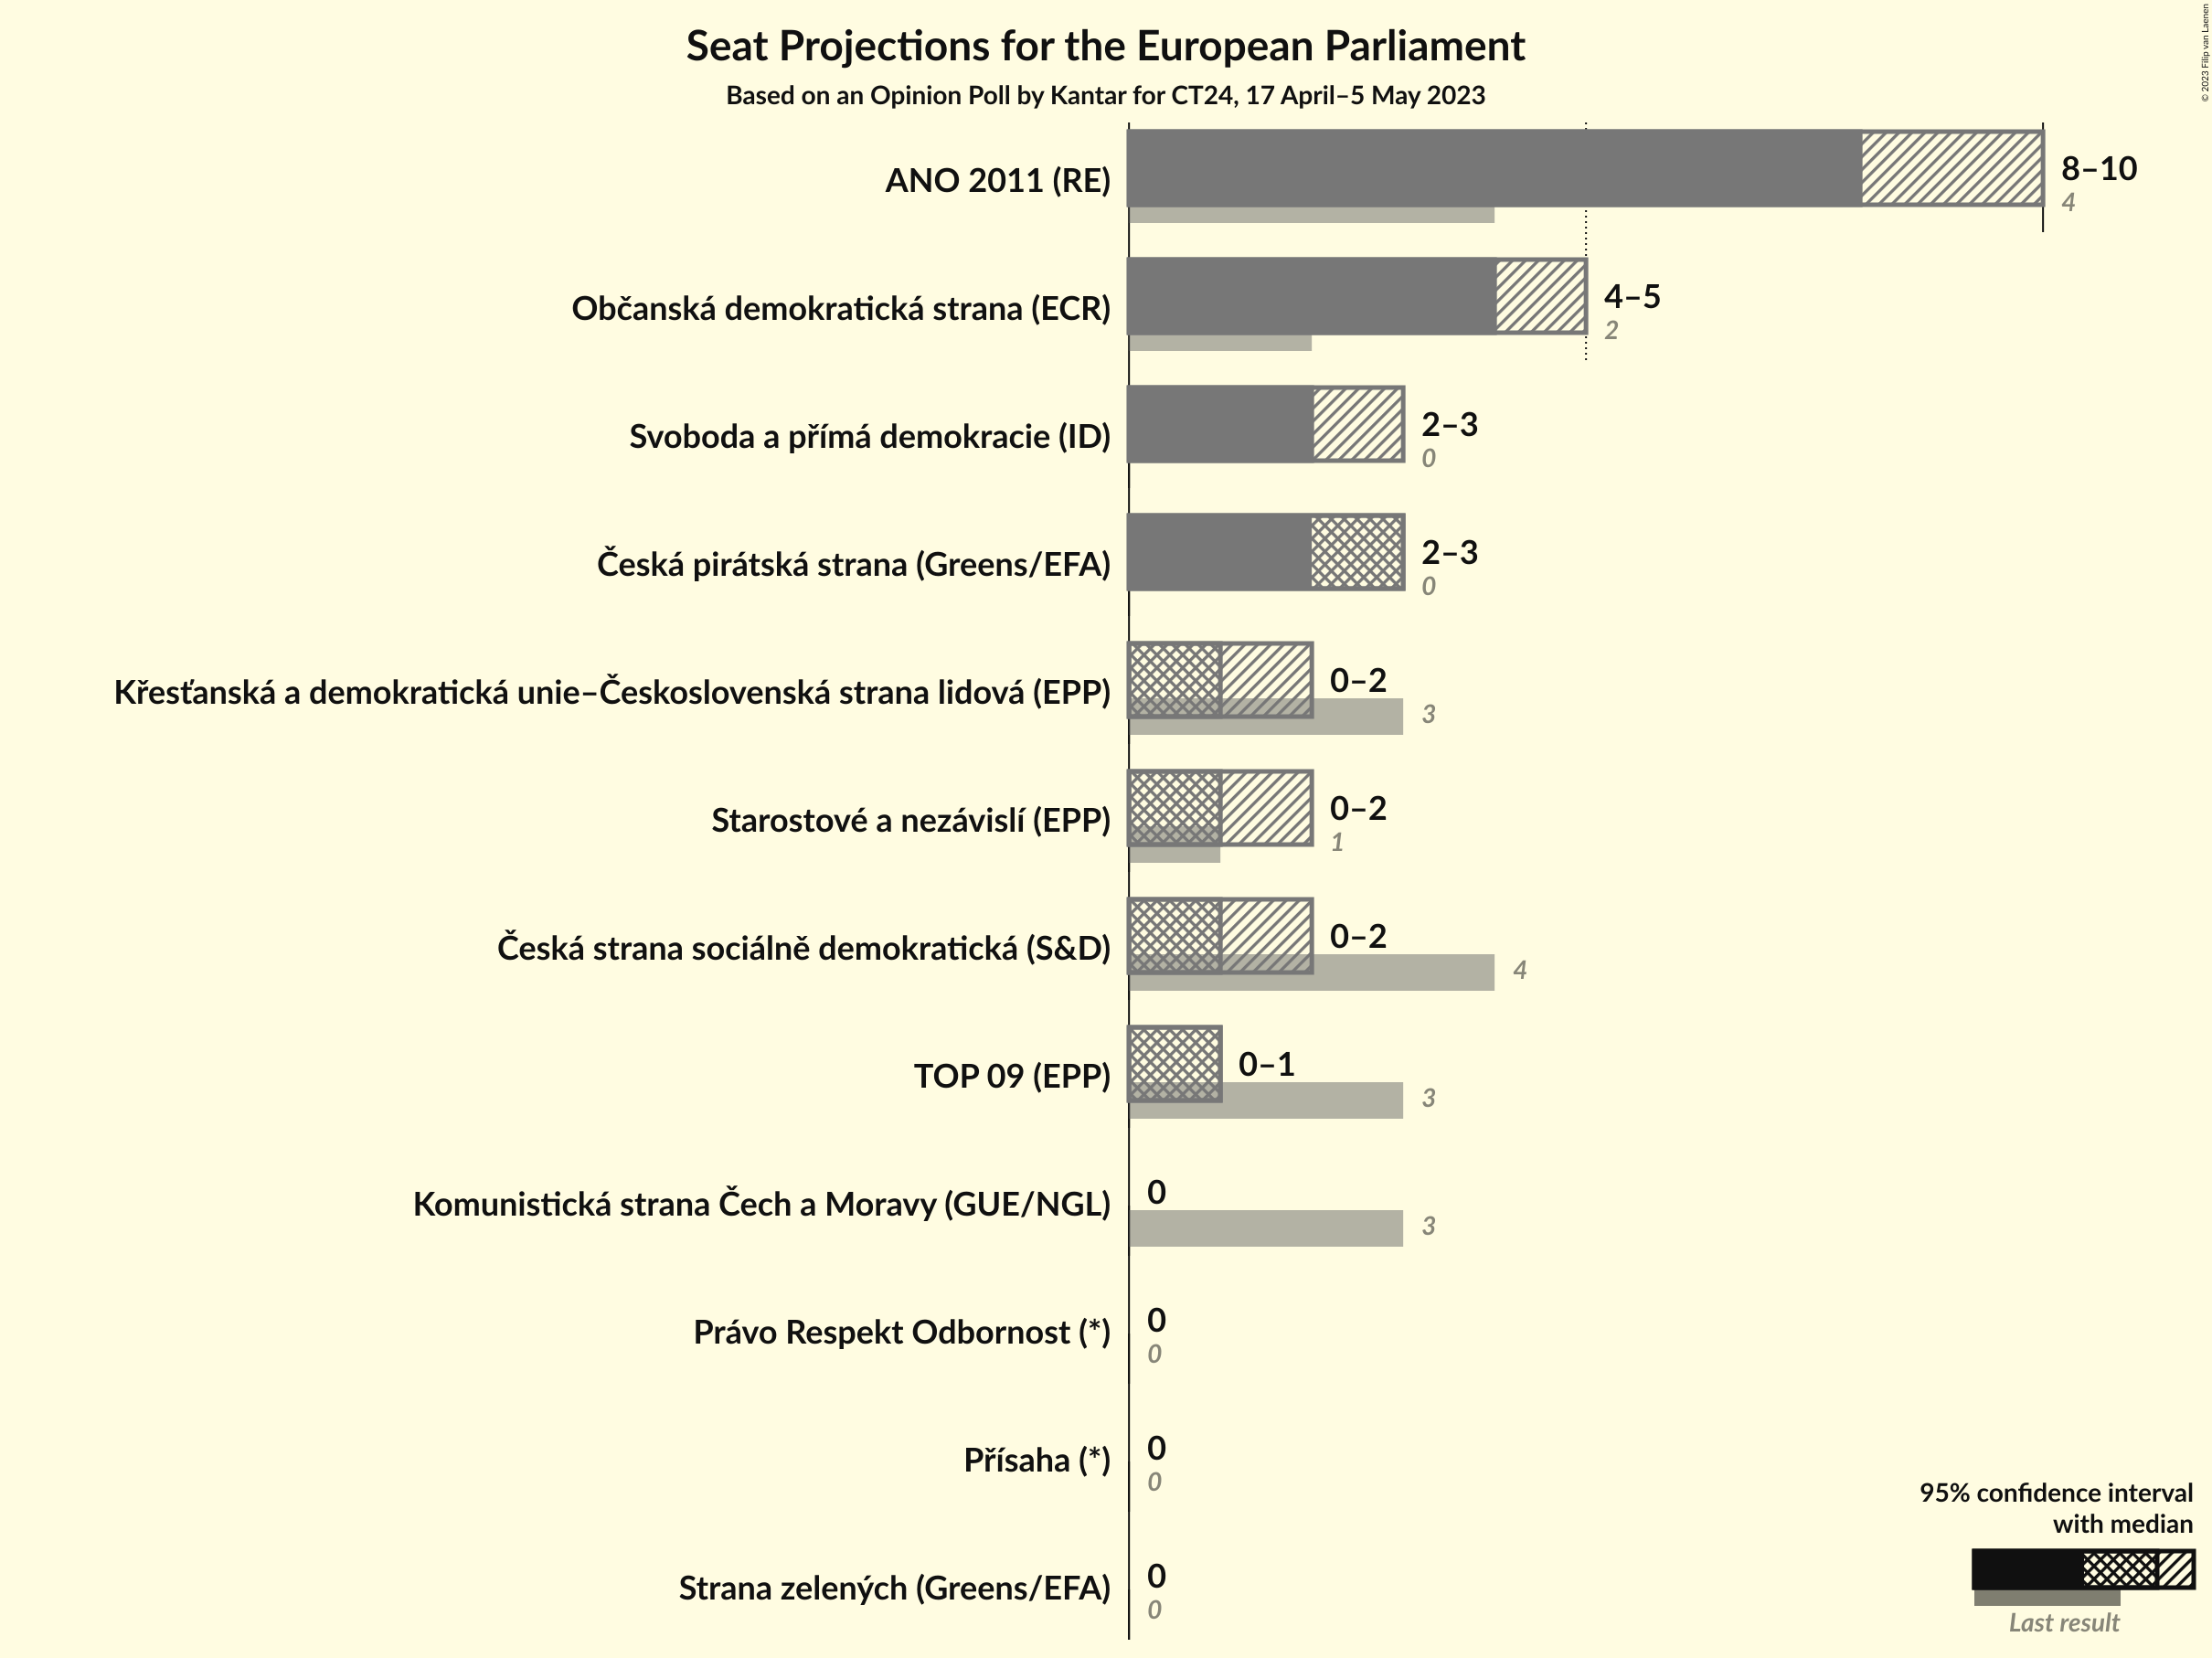 Seat Projections for the European Parliament
Based on an Opinion Poll by Kantar for CT24, 17 April–5 May 2023
© 2023 Filip van Laenen
ANO 2011 (RE)
8–10
4
Občanská demokratická strana (ECR)
4–5
2
Svoboda a přímá demokracie (ID)
2–3
0
Česká pirátská strana (Greens/EFA)
2–3
0
Křesťanská a demokratická unie–Československá strana lidová (EPP)
0–2
3
Starostové a nezávislí (EPP)
0–2
1
Česká strana sociálně demokratická (S&D)
0–2
4
TOP 09 (EPP)
0–1
3
Komunistická strana Čech a Moravy (GUE/NGL)
0
3
Právo Respekt Odbornost (*)
0
0
Přísaha (*)
0
0
Strana zelených (Greens/EFA)
0
0
95% confidence interval
with median
Last result